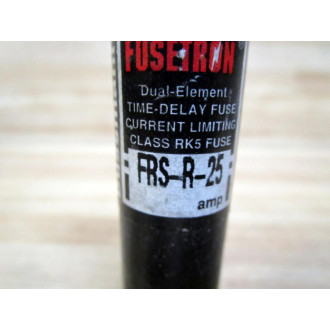 FUSETRON®
Dual-Element
TIME-DELAY FUSE
CURRENT LIMITING
CLASS RK5 FUSE
FRS-R-25
amp